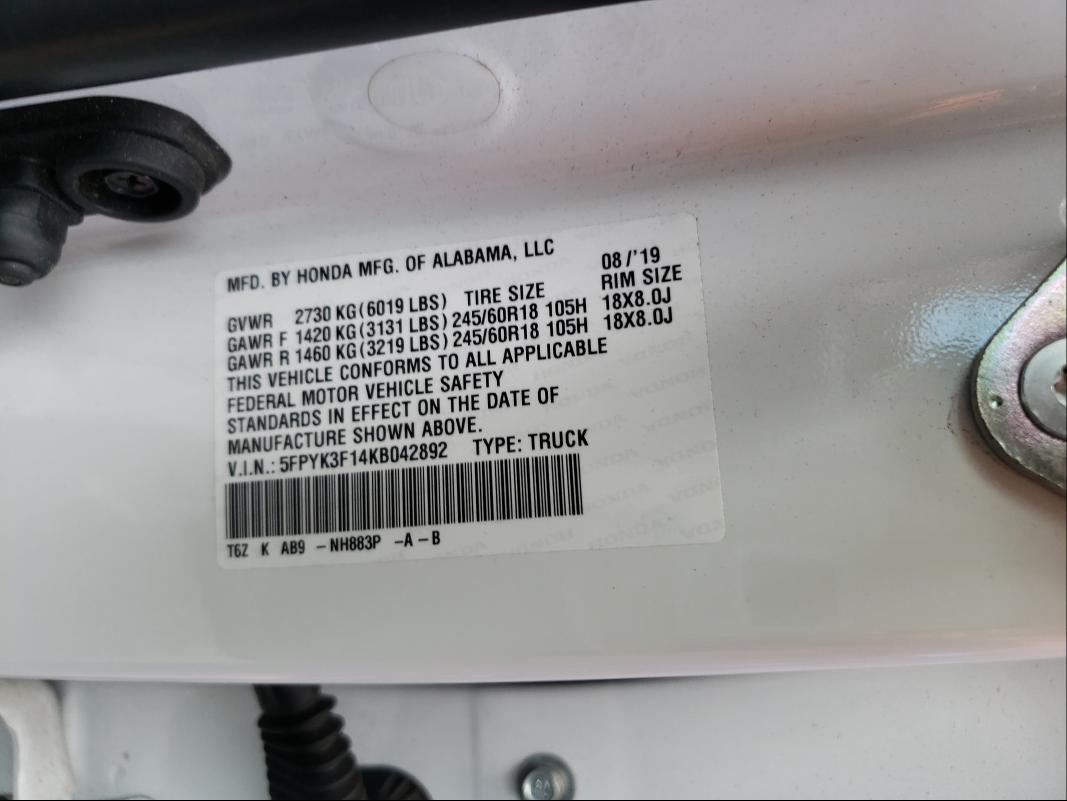 MFD. BY HONDA MFG. OF ALABAMA, LLC 08/'19
GVWR 2730 KG(6019 LBS) TIRE SIZE RIM SIZE
GAWR F 1420 KG(3131 LBS) 245/60R18 105H 18X8.0J
GAWR R 1460 KG(3219 LBS) 245/60R18 105H 18X8.0J
THIS VEHICLE CONFORMS TO ALL APPLICABLE
FEDERAL MOTOR VEHICLE SAFETY
STANDARDS IN EFFECT ON THE DATE OF
MANUFACTURE SHOWN ABOVE.
V.I.N.: 5FPYK3F14KB042892 TYPE: TRUCK
T6Z K AB9 -NH883P -A -B